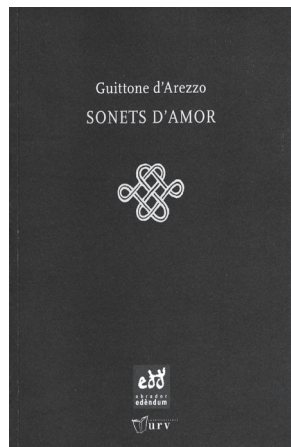 Guittone d'Arezzo
SONETS D'AMOR
edd
obrador
edèndum
urv